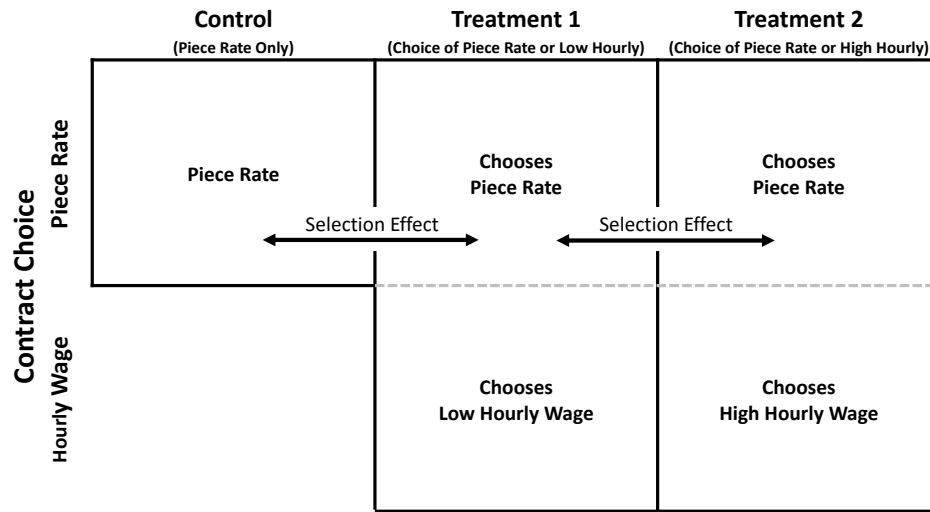 Control
(Piece Rate Only)
Treatment 1
(Choice of Piece Rate or Low Hourly)
Treatment 2
(Choice of Piece Rate or High Hourly)
Contract Choice
Piece Rate
Hourly Wage
Piece Rate
Chooses
Piece Rate
Chooses
Piece Rate
Selection Effect
Selection Effect
Chooses
Low Hourly Wage
Chooses
High Hourly Wage